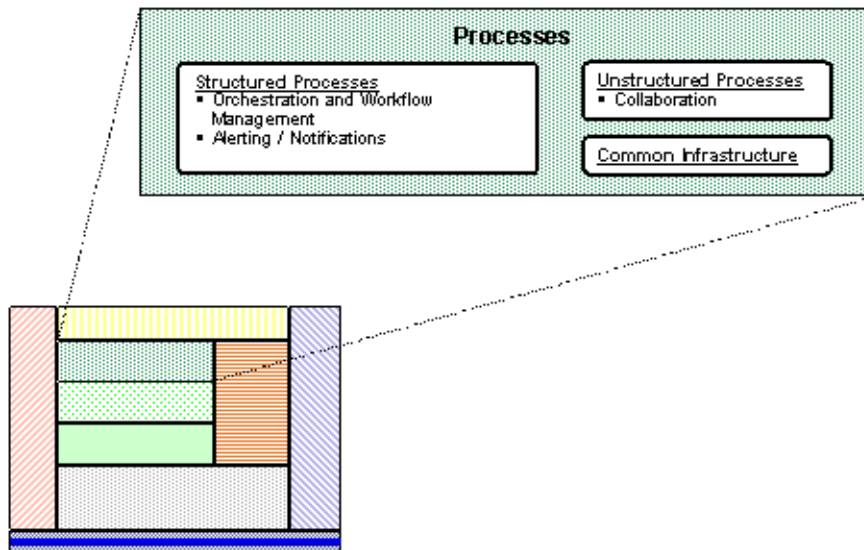 Processes
Structured Processes
▪ Orchestration and Workflow
Management
▪ Alerting / Notifications
Unstructured Processes
▪ Collaboration
Common Infrastructure